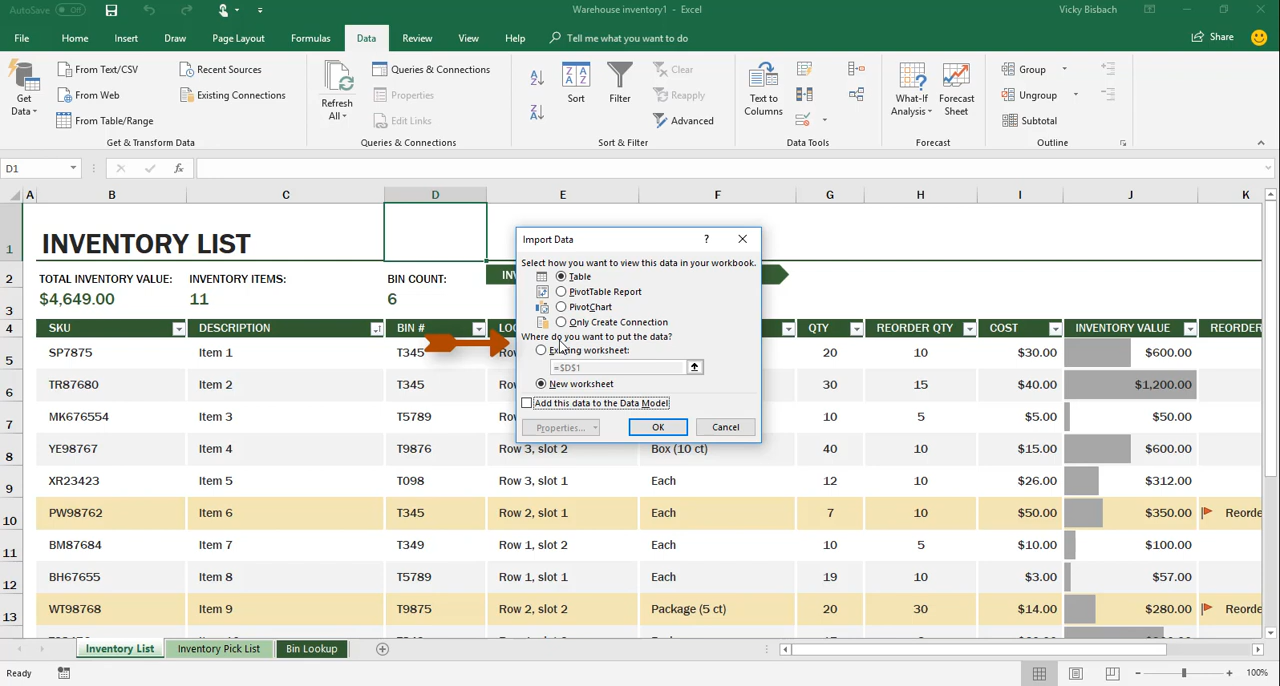 AutoSave Off
Warehouse inventory1 - Excel
Vicky Bisbach
File Home Insert Draw Page Layout Formulas Data Review View Help Tell me what you want to do Share
Get Data
From Text/CSV
From Web
From Table/Range
Recent Sources
Existing Connections
Get & Transform Data
Refresh All
Queries & Connections
Properties
Edit Links
Queries & Connections
Sort
Filter
Clear
Reapply
Advanced
Sort & Filter
Text to Columns
Data Tools
What-If Analysis
Forecast Sheet
Forecast
Group
Ungroup
Subtotal
Outline
D1 fx
A B C D E F G H I J K
1 INVENTORY LIST
2 TOTAL INVENTORY VALUE: INVENTORY ITEMS: BIN COUNT:
3 $4,649.00 11 6
4 SKU DESCRIPTION BIN # QTY REORDER QTY COST INVENTORY VALUE
5 SP7875 Item 1 T345 20 10 $30.00 $600.00
6 TR87680 Item 2 T345 30 15 $40.00 $1,200.00
7 MK676554 Item 3 T5789 10 5 $5.00 $50.00
8 YE98767 Item 4 T9876 Row 3, slot 2 Box (10 ct) 40 10 $15.00 $600.00
9 XR23423 Item 5 T098 Row 3, slot 1 Each 12 10 $26.00 $312.00
10 PW98762 Item 6 T345 Row 2, slot 1 Each 7 10 $50.00 $350.00
11 BM87684 Item 7 T349 Row 1, slot 2 Each 10 5 $10.00 $100.00
12 BH67655 Item 8 T5789 Row 1, slot 1 Each 19 10 $3.00 $57.00
13 WT98768 Item 9 T9875 Row 2, slot 2 Package (5 ct) 20 30 $14.00 $280.00
Import Data ?
Select how you want to view this data in your workbook.
Table
PivotTable Report
PivotChart
Only Create Connection
Where do you want to put the data?
Existing worksheet:
=$D$1
New worksheet
Add this data to the Data Model
Properties... OK Cancel
Inventory List Inventory Pick List Bin Lookup
Ready 100%